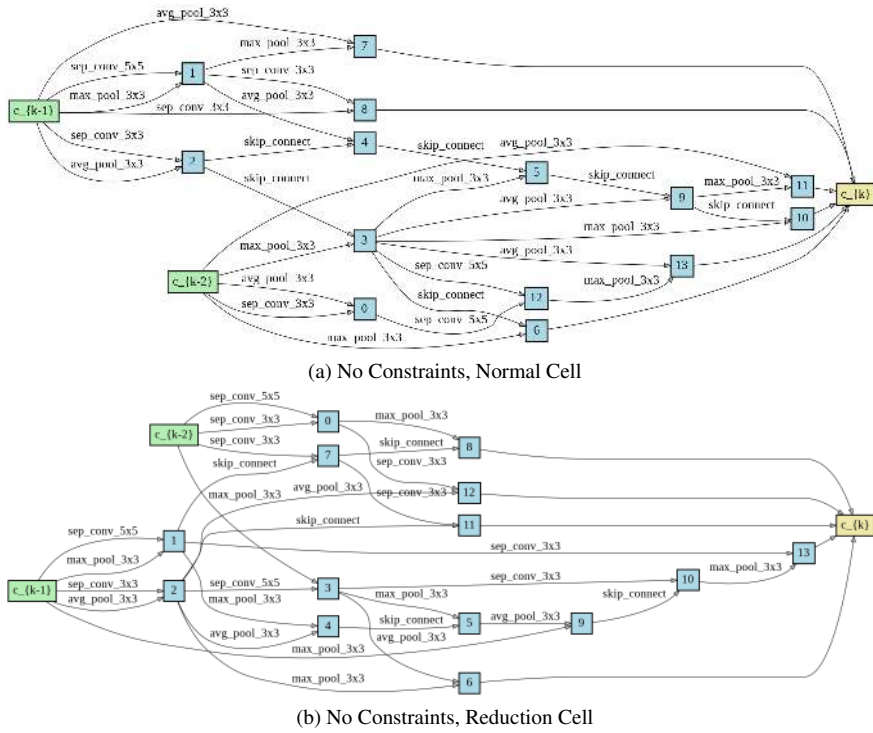 avg_pool_3x3
max_pool_3x3
7
sep_conv_5x5
1
sep_conv_3x3
c_{k-1}
max_pool_3x3
avg_pool_3x3
8
sep_conv_3x3
sep_conv_3x3
skip_connect
4
skip_connect
avg_pool_3x3
avg_pool_3x3
2
skip_connect
max_pool_3x3
5
skip_connect
max_pool_3x3
11
c_{k}
9
avg_pool_3x3
skip_connect
10
max_pool_3x3
3
max_pool_3x3
avg_pool_3x3
13
c_{k-2}
avg_pool_3x3
sep_conv_5x5
max_pool_3x3
sep_conv_3x3
0
skip_connect
12
sep_conv_5x5
max_pool_3x3
6
(a) No Constraints, Normal Cell
sep_conv_5x5
max_pool_3x3
c_{k-2}
sep_conv_3x3
0
skip_connect
8
sep_conv_3x3
7
sep_conv_3x3
skip_connect
max_pool_3x3
avg_pool_3x3
sep_conv_3x3
12
sep_conv_5x5
1
skip_connect
11
c_{k}
max_pool_3x3
sep_conv_3x3
13
c_{k-1}
sep_conv_3x3
2
sep_conv_5x5
3
sep_conv_3x3
10
max_pool_3x3
avg_pool_3x3
max_pool_3x3
max_pool_3x3
skip_connect
avg_pool_3x3
4
skip_connect
5
avg_pool_3x3
9
avg_pool_3x3
max_pool_3x3
max_pool_3x3
6
(b) No Constraints, Reduction Cell